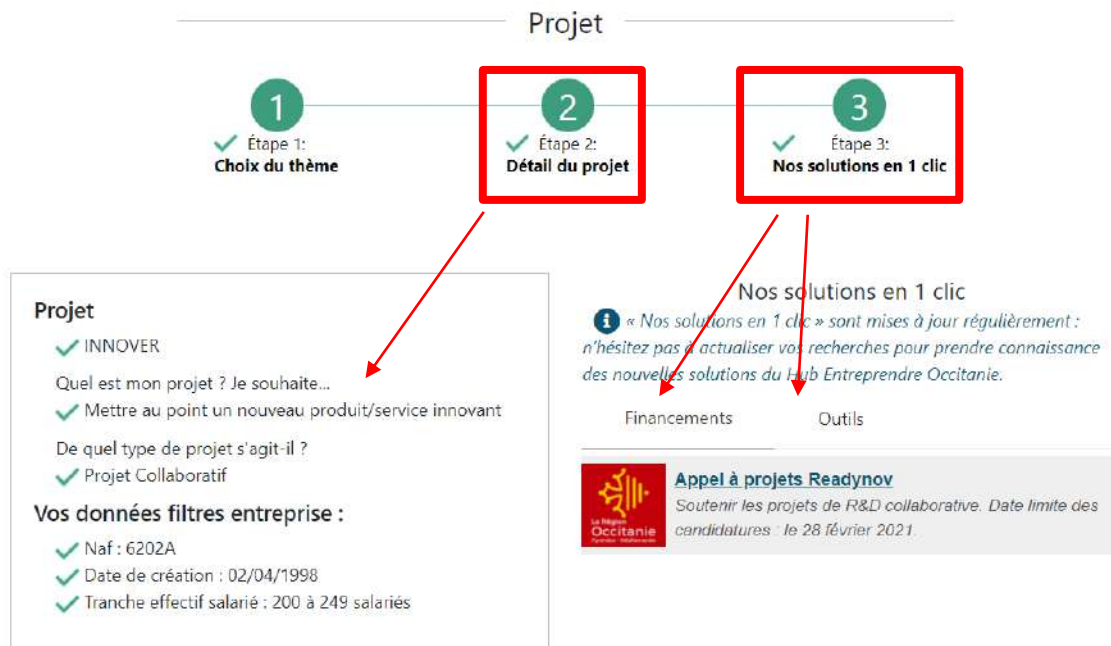 Projet
1
2
3
Étape 1:
Choix du thème
Étape 2:
Détail du projet
Étape 3:
Nos solutions en 1 clic
Projet
INNOVER
Quel est mon projet ? Je souhaite...
Mettre au point un nouveau produit/service innovant
De quel type de projet s'agit-il ?
Projet Collaboratif
Vos données filtres entreprise :
Naf : 6202A
Date de création : 02/04/1998
Tranche effectif salarié : 200 à 249 salariés
Nos solutions en 1 clic
« Nos solutions en 1 clic » sont mises à jour régulièrement :
n'hésitez pas à actualiser vos recherches pour prendre connaissance
des nouvelles solutions du Hub Entreprendre Occitanie.
Financements
Outils
Appel à projets Readynov
Soutenir les projets de R&D collaborative. Date limite des
candidatures : le 28 février 2021.
La Région
Occitanie
Pyrénées - Méditerranée